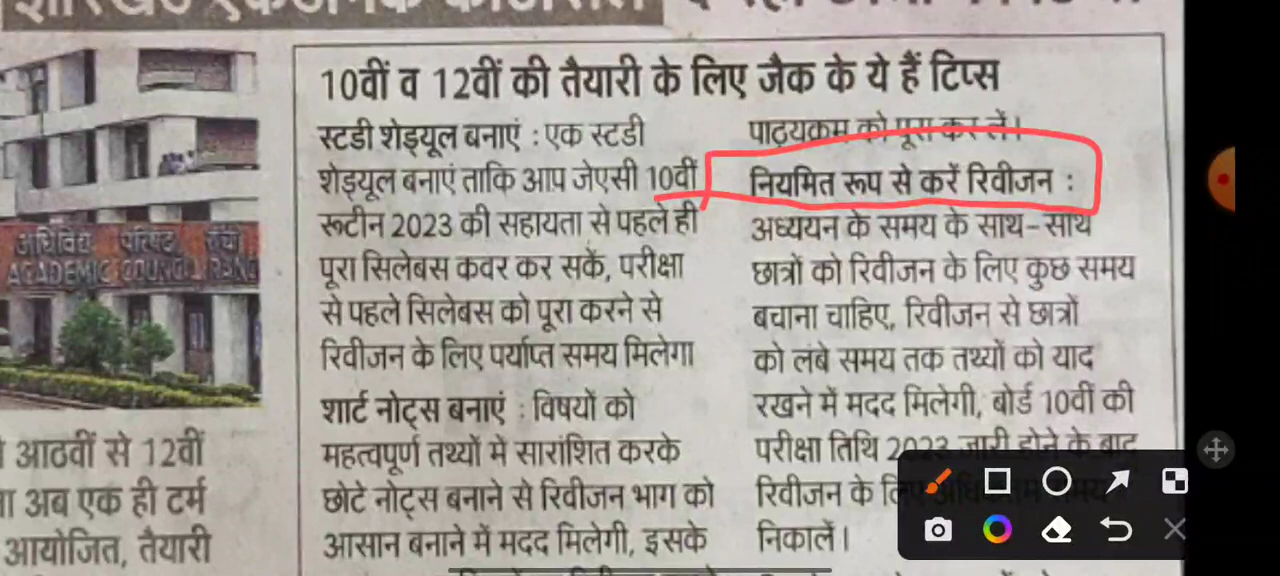 10वीं व 12वीं की तैयारी के लिए जैक के ये हैं टिप्स
स्टडी शेड्यूल बनाएं : एक स्टडी
शेड्यूल बनाएं ताकि आप जेएसी 10वीं
रूटीन 2023 की सहायता से पहले ही
पूरा सिलेबस कवर कर सकें, परीक्षा
से पहले सिलेबस को पूरा करने से
रिवीजन के लिए पर्याप्त समय मिलेगा
शार्ट नोट्स बनाएं : विषयों को
महत्वपूर्ण तथ्यों में सारांशित करके
छोटे नोट्स बनाने से रिवीजन भाग को
आसान बनाने में मदद मिलेगी, इसके
पाठ्यक्रम को पूरा कर लें।
नियमित रूप से करें रिवीजन :
अध्ययन के समय के साथ-साथ
छात्रों को रिवीजन के लिए कुछ समय
बचाना चाहिए, रिवीजन से छात्रों
को लंबे समय तक तथ्यों को याद
रखने में मदद मिलेगी, बोर्ड 10वीं की
परीक्षा तिथि 2023 जारी होने के बाद
रिवीजन के लिए
निकालें।
परिषद
ACADEMIC COUNCIL
आठवीं से 12वीं
अब एक ही टर्म
आयोजित, तैयारी